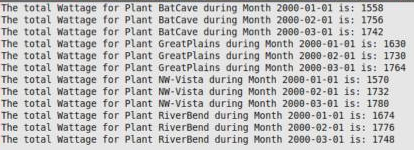 The total Wattage for Plant BatCave during Month 2000-01-01 is: 1558
The total Wattage for Plant BatCave during Month 2000-02-01 is: 1756
The total Wattage for Plant BatCave during Month 2000-03-01 is: 1742
The total Wattage for Plant GreatPlains during Month 2000-01-01 is: 1630
The total Wattage for Plant GreatPlains during Month 2000-02-01 is: 1730
The total Wattage for Plant GreatPlains during Month 2000-03-01 is: 1764
The total Wattage for Plant NW-Vista during Month 2000-01-01 is: 1570
The total Wattage for Plant NW-Vista during Month 2000-02-01 is: 1732
The total Wattage for Plant NW-Vista during Month 2000-03-01 is: 1780
The total Wattage for Plant RiverBend during Month 2000-01-01 is: 1674
The total Wattage for Plant RiverBend during Month 2000-02-01 is: 1776
The total Wattage for Plant RiverBend during Month 2000-03-01 is: 1748